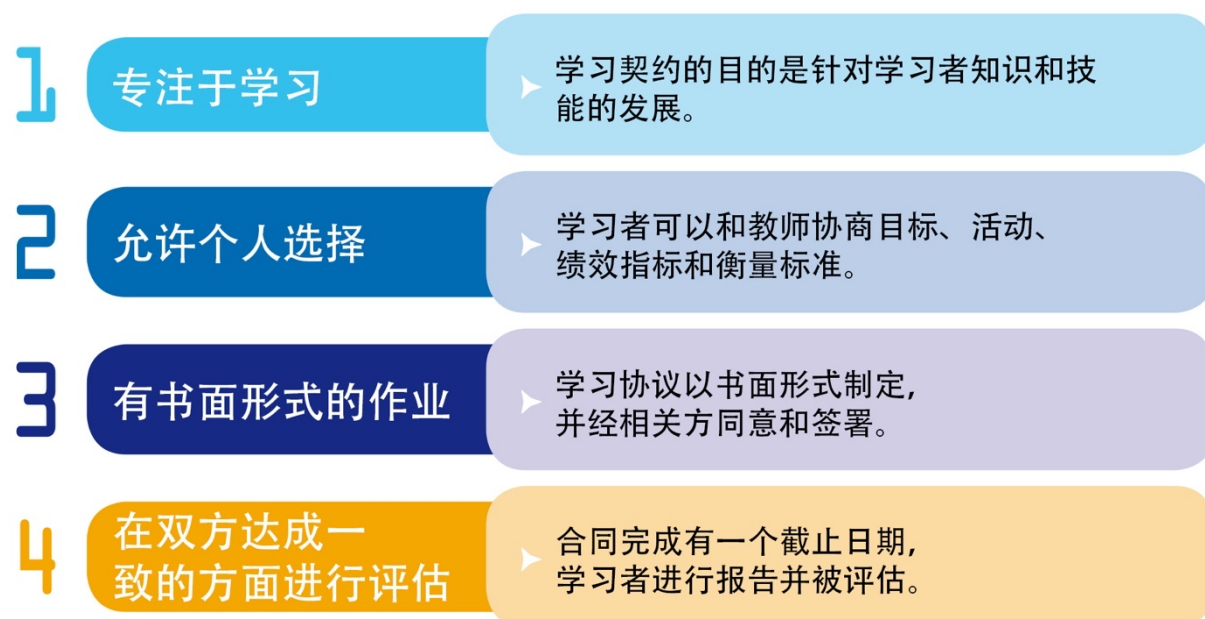 1
专注于学习
学习契约的目的是针对学习者知识和技
能的发展。
2
允许个人选择
学习者可以和教师协商目标、活动、
绩效指标和衡量标准。
3
有书面形式的作业
学习协议以书面形式制定,
并经相关方同意和签署。
4
在双方达成一
致的方面进行评估
合同完成有一个截止日期,
学习者进行报告并被评估。